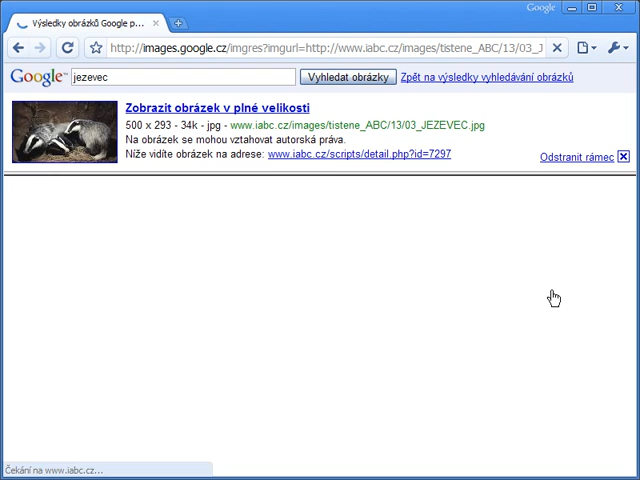 Google
Výsledky obrázků Google p...
http://images.google.cz/imgres?imgurl=http://www.iabc.cz/images/tistene_ABC/13/03_J
Google™ jezevec Vyhledat obrázky Zpět na výsledky vyhledávání obrázků
Zobrazit obrázek v plné velikosti
500 x 293 - 34k - jpg - www.iabc.cz/images/tistene_ABC/13/03_JEZEVEC.jpg
Na obrázek se mohou vztahovat autorská práva.
Níže vidíte obrázek na adrese: www.iabc.cz/scripts/detail.php?id=7297
Odstranit rámec
Čekání na www.iabc.cz...